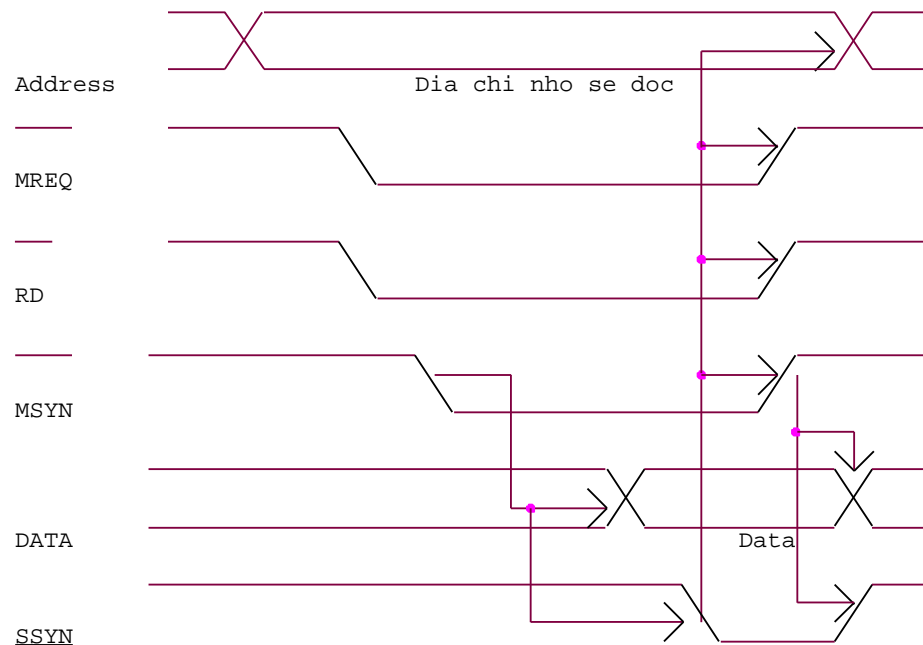 Address Dia chi nho se doc
MREQ
RD
MSYN
DATA Data
SSYN